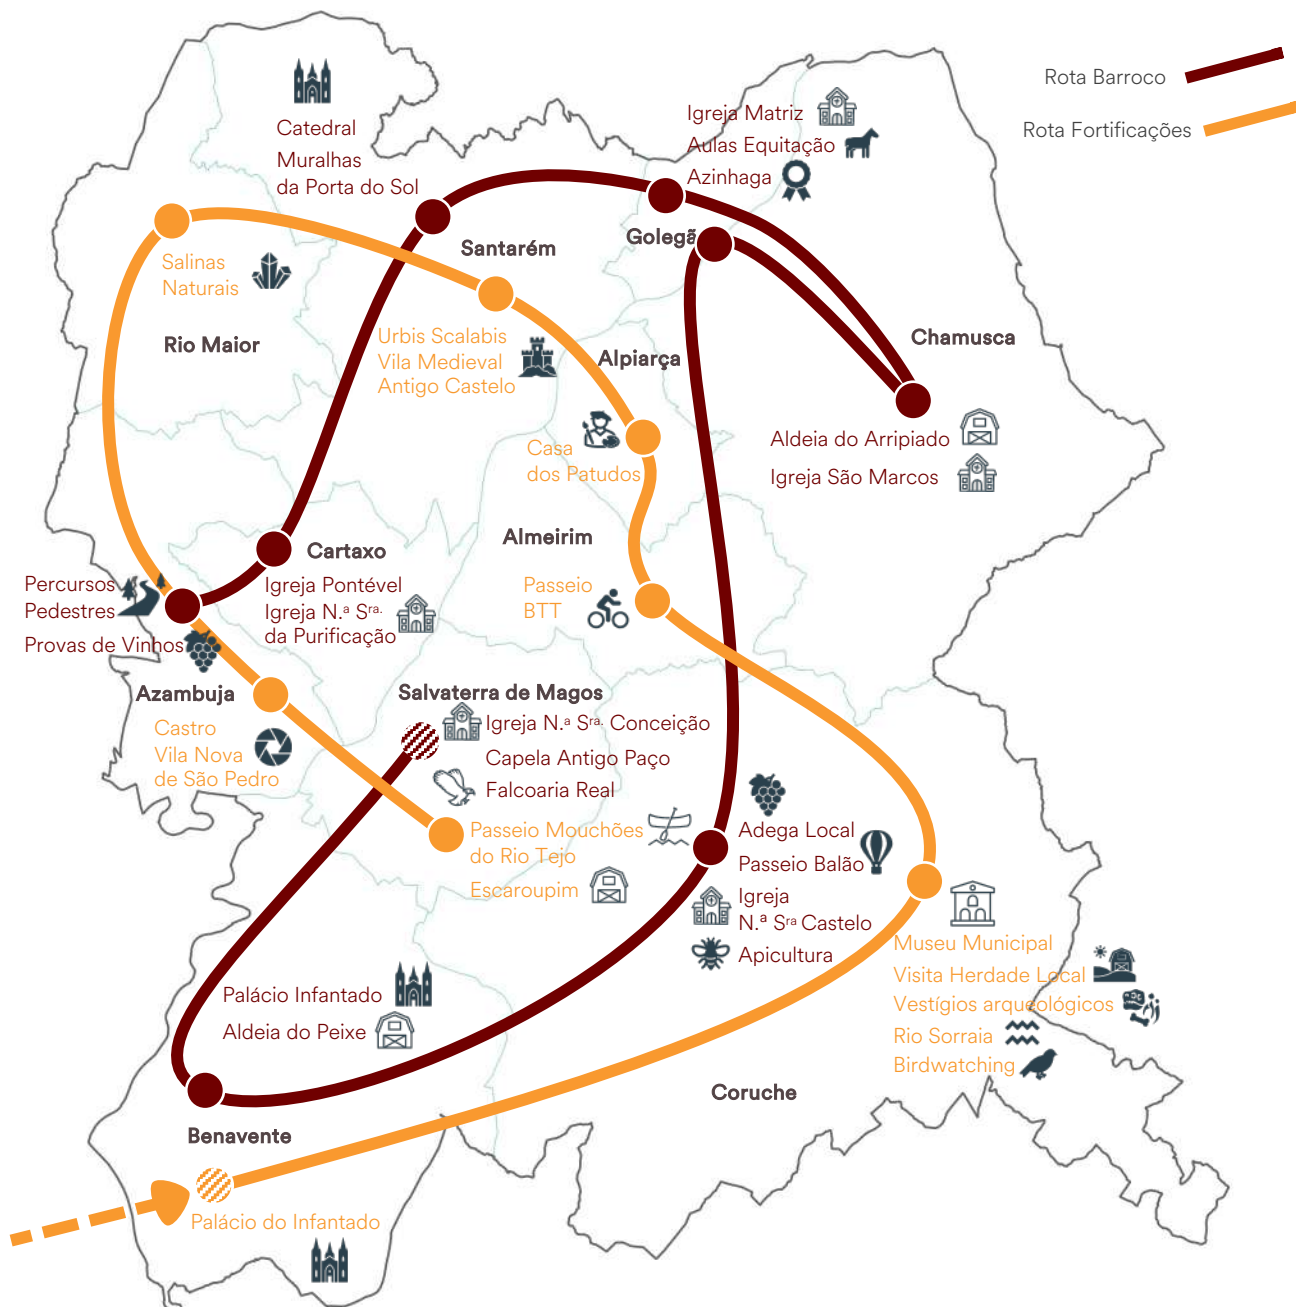 Rota Barroco
Rota Fortificações
Catedral
Muralhas
da Porta do Sol
Igreja Matriz
Aulas Equitação
Azinhaga
Santarém
Golegã
Salinas
Naturais
Rio Maior
Urbis Scalabis
Vila Medieval
Antigo Castelo
Alpiarça
Chamusca
Casa
dos Patudos
Aldeia do Arripiado
Igreja São Marcos
Cartaxo
Igreja Pontével
Igreja N.ª Sra.
da Purificação
Almeirim
Passeio
BTT
Percursos
Pedestres
Provas de Vinhos
Azambuja
Castro
Vila Nova
de São Pedro
Salvaterra de Magos
Igreja N.ª Sra. Conceição
Capela Antigo Paço
Falcoaria Real
Passeio Mouchões
do Rio Tejo
Escaroupim
Adega Local
Passeio Balão
Igreja
N.ª Sra Castelo
Apicultura
Museu Municipal
Visita Herdade Local
Vestígios arqueológicos
Rio Sorraia
Birdwatching
Palácio Infantado
Aldeia do Peixe
Coruche
Benavente
Palácio do Infantado